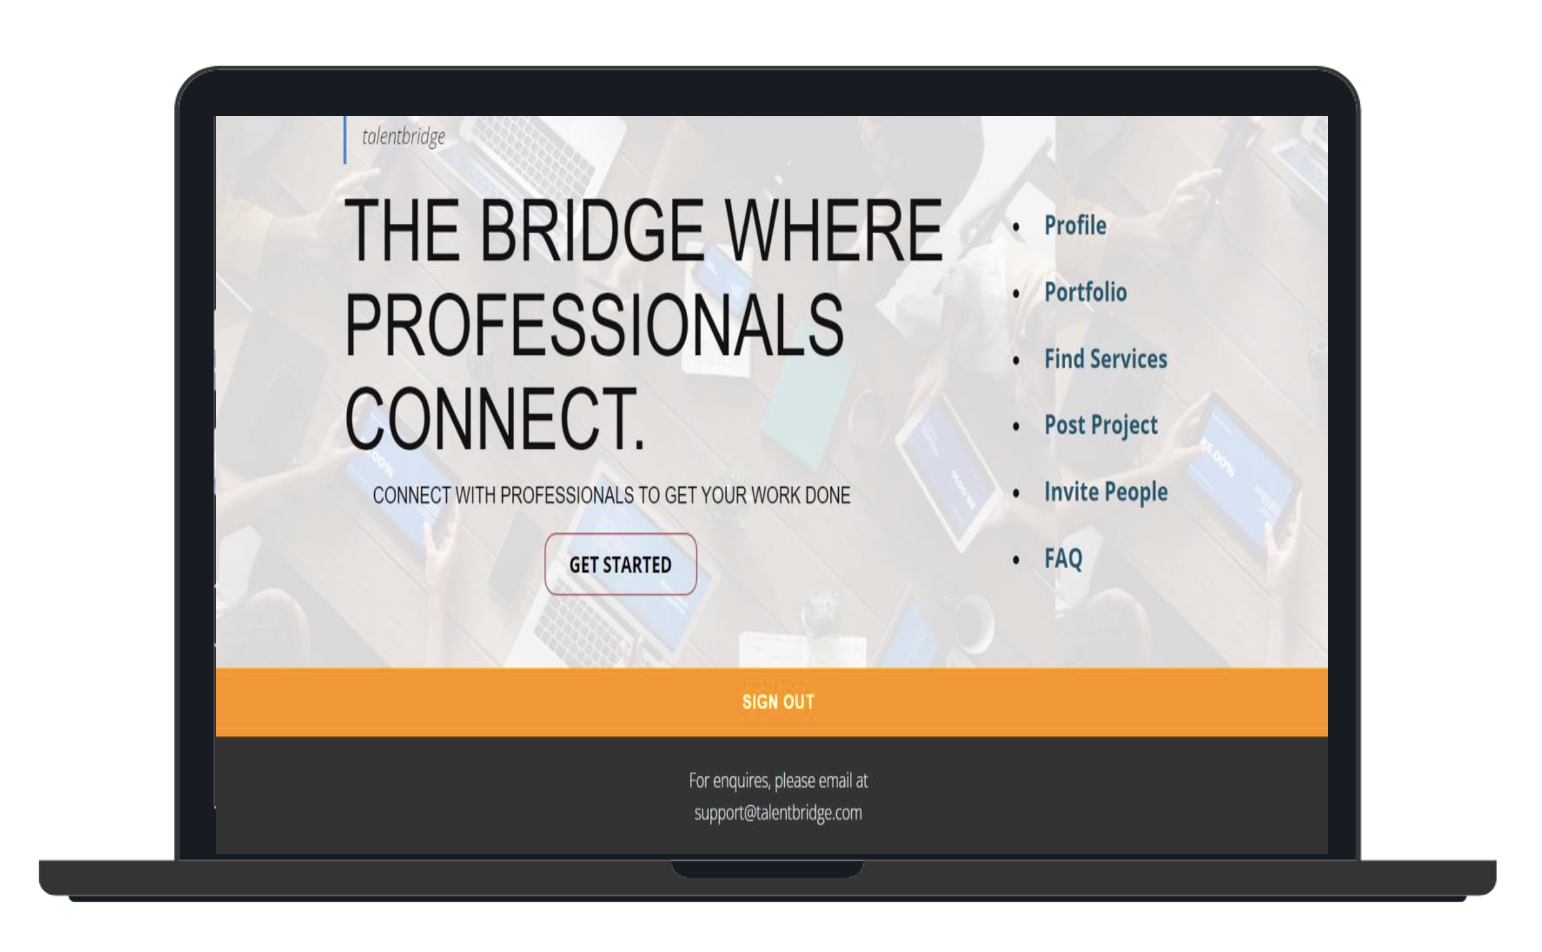 talentbridge
THE BRIDGE WHERE
PROFESSIONALS
CONNECT.
CONNECT WITH PROFESSIONALS TO GET YOUR WORK DONE
GET STARTED
• Profile
• Portfolio
• Find Services
• Post Project
• Invite People
• FAQ
SIGN OUT
For enquires, please email at
support@talentbridge.com